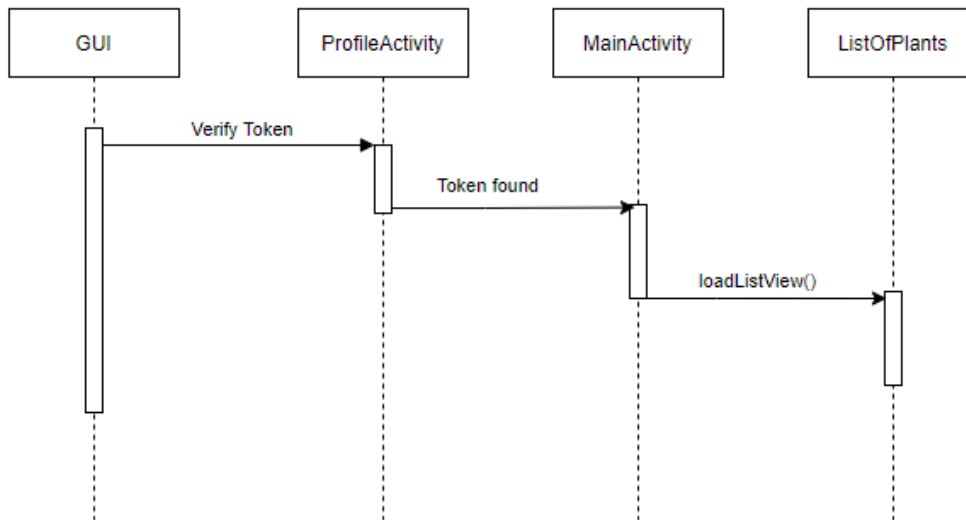 GUI
ProfileActivity
MainActivity
ListOfPlants
Verify Token
Token found
loadListView()